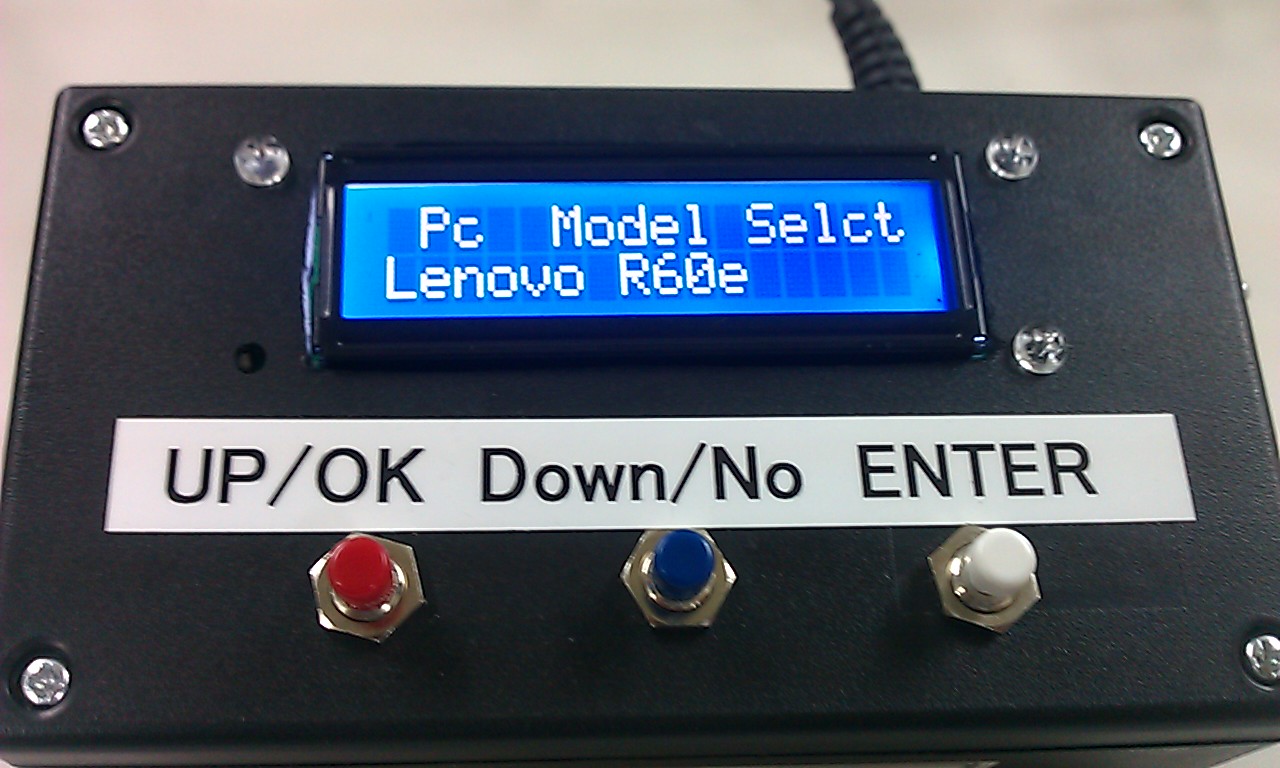 Pc Model Selct
Lenovo R60e
UP/OK Down/No ENTER